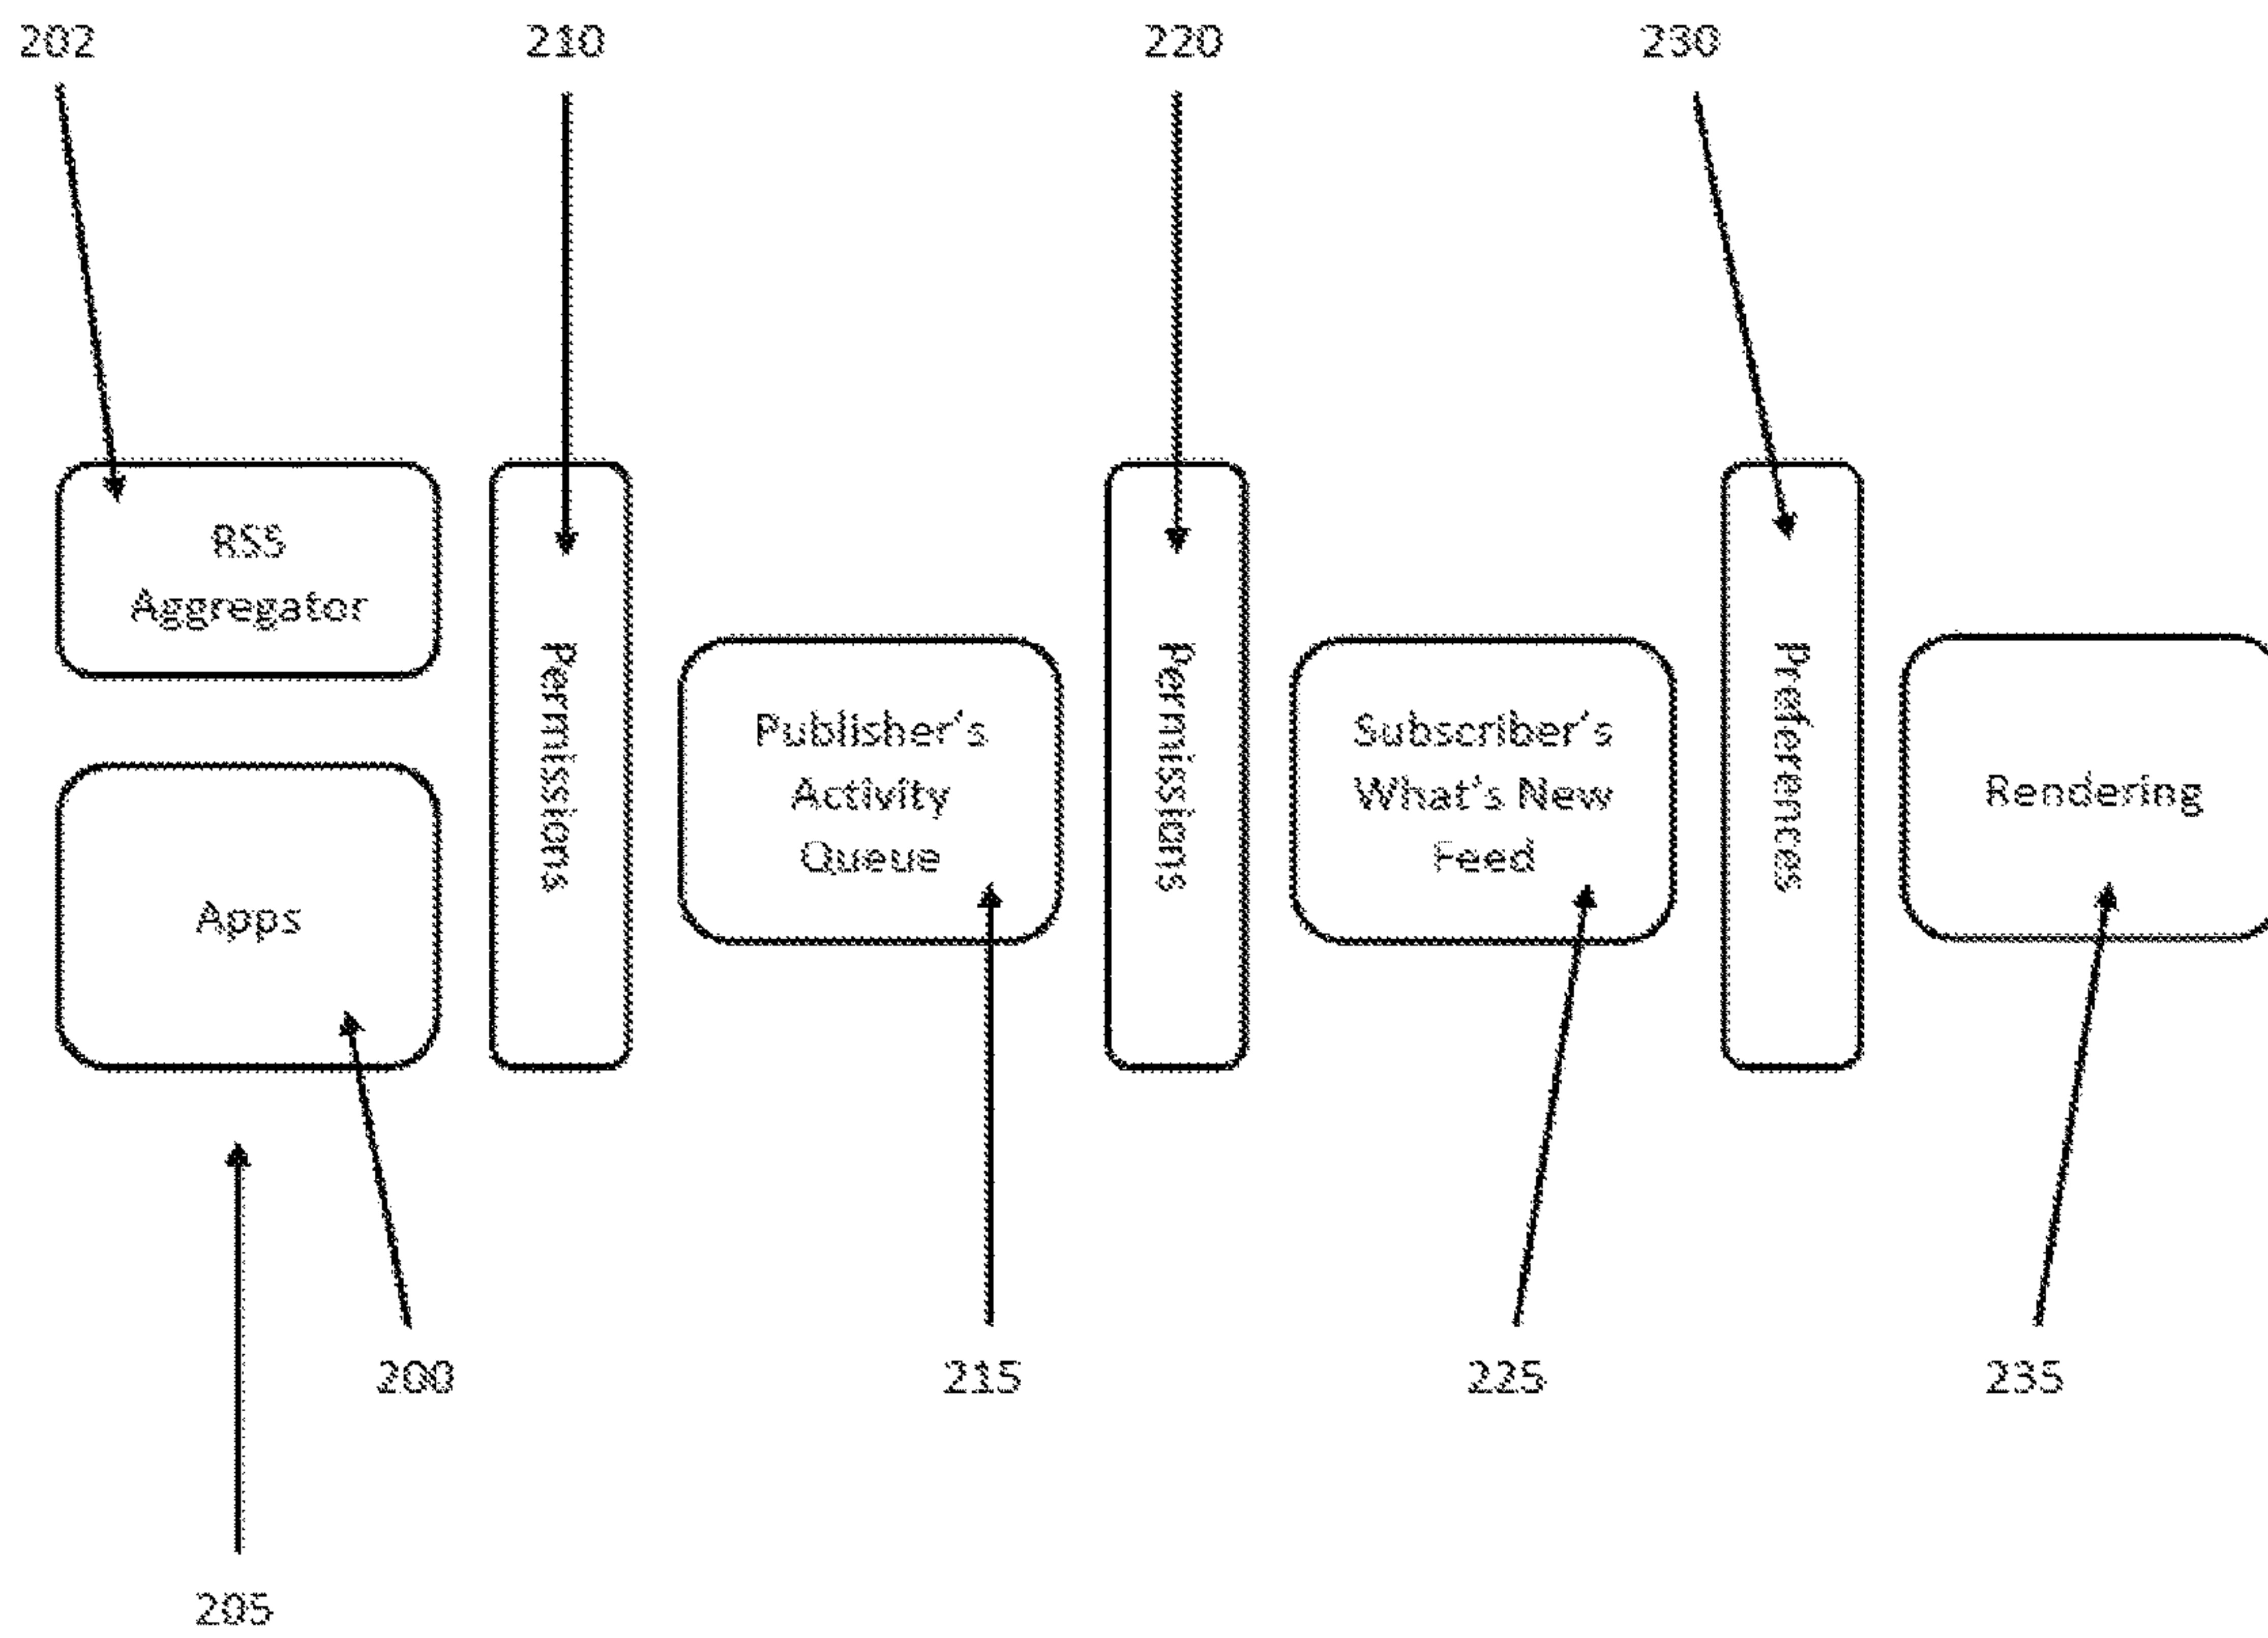 202
210
220
230
RSS
Aggregator
Apps
Permissions
Publisher's
Activity
Queue
Permissions
Subscriber's
What's New
Feed
Preferences
Rendering
200
215
225
235
205